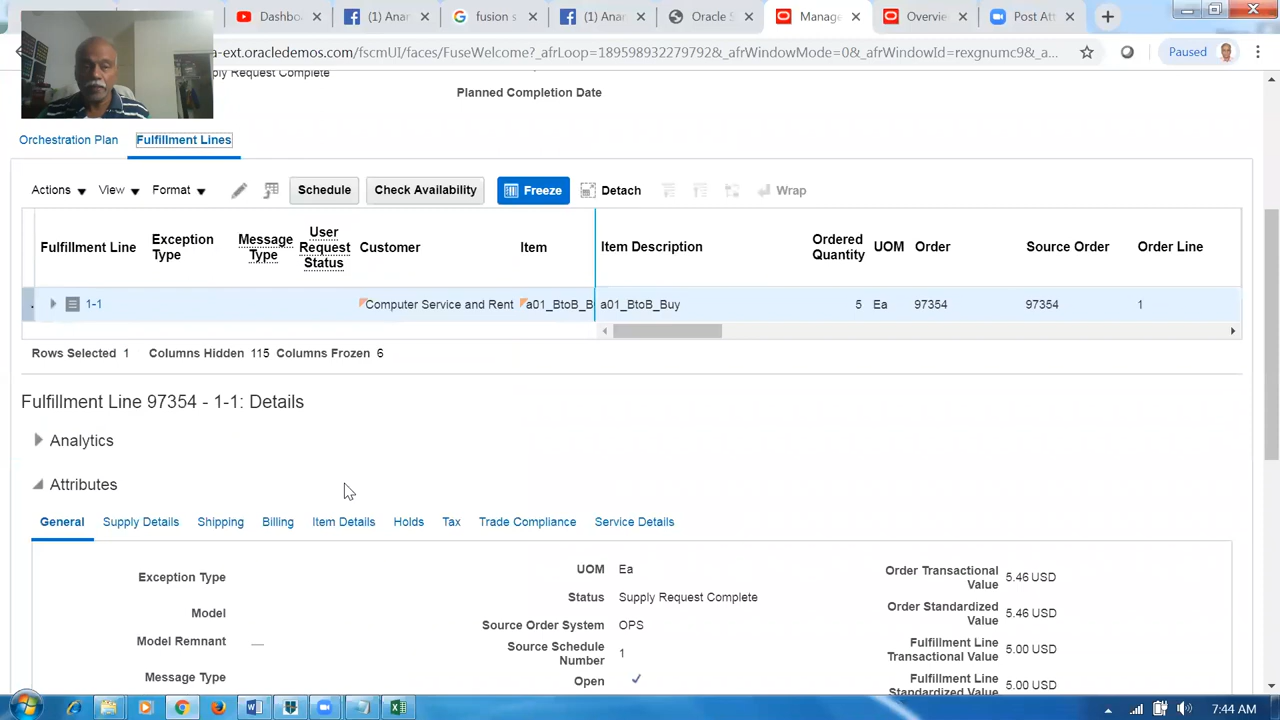 Dashbo
(1) Anan
fusion s
(1) Anan
Oracle
Manage
Overvie
Post Att
a-ext.oracledemos.com/fscmUI/faces/FuseWelcome?_afrLoop=1895989322797928&_afrWindowMode=0&_afrWindowId=rexgnumc9&_a...
Paused
ply Request Complete
Planned Completion Date
Orchestration Plan Fulfillment Lines
Actions View Format Schedule Check Availability Freeze Detach Wrap
Fulfillment Line Exception Type Message Type User Request Status Customer Item Item Description Ordered Quantity UOM Order Source Order Order Line
1-1 Computer Service and Rent a01_BtoB_B a01_BtoB_Buy 5 Ea 97354 97354 1
Rows Selected 1 Columns Hidden 115 Columns Frozen 6
Fulfillment Line 97354 - 1-1: Details
Analytics
Attributes
General Supply Details Shipping Billing Item Details Holds Tax Trade Compliance Service Details
Exception Type
Model
Model Remnant
Message Type
UOM Ea
Status Supply Request Complete
Source Order System OPS
Source Schedule Number 1
Open
Order Transactional Value 5.46 USD
Order Standardized Value 5.46 USD
Fulfillment Line Transactional Value 5.00 USD
Fulfillment Line Standardized Value 5.00 USD
7:44 AM